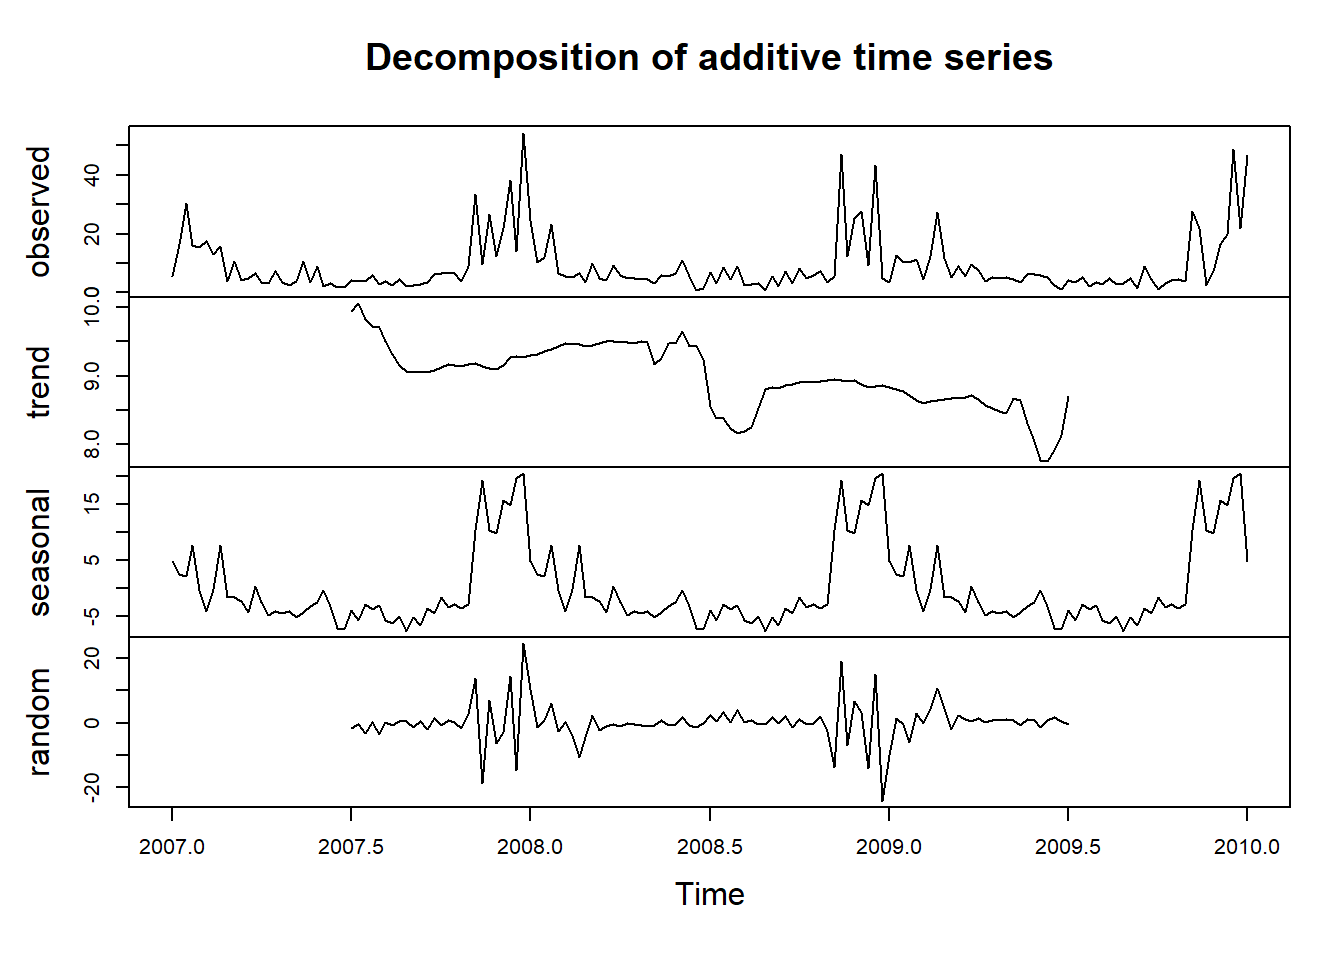 Decomposition of additive time series
observed
0 20 40
trend
8.0 9.0 10.0
seasonal
-5 5 15
random
-20 0 20
2007.0 2007.5 2008.0 2008.5 2009.0 2009.5 2010.0
Time